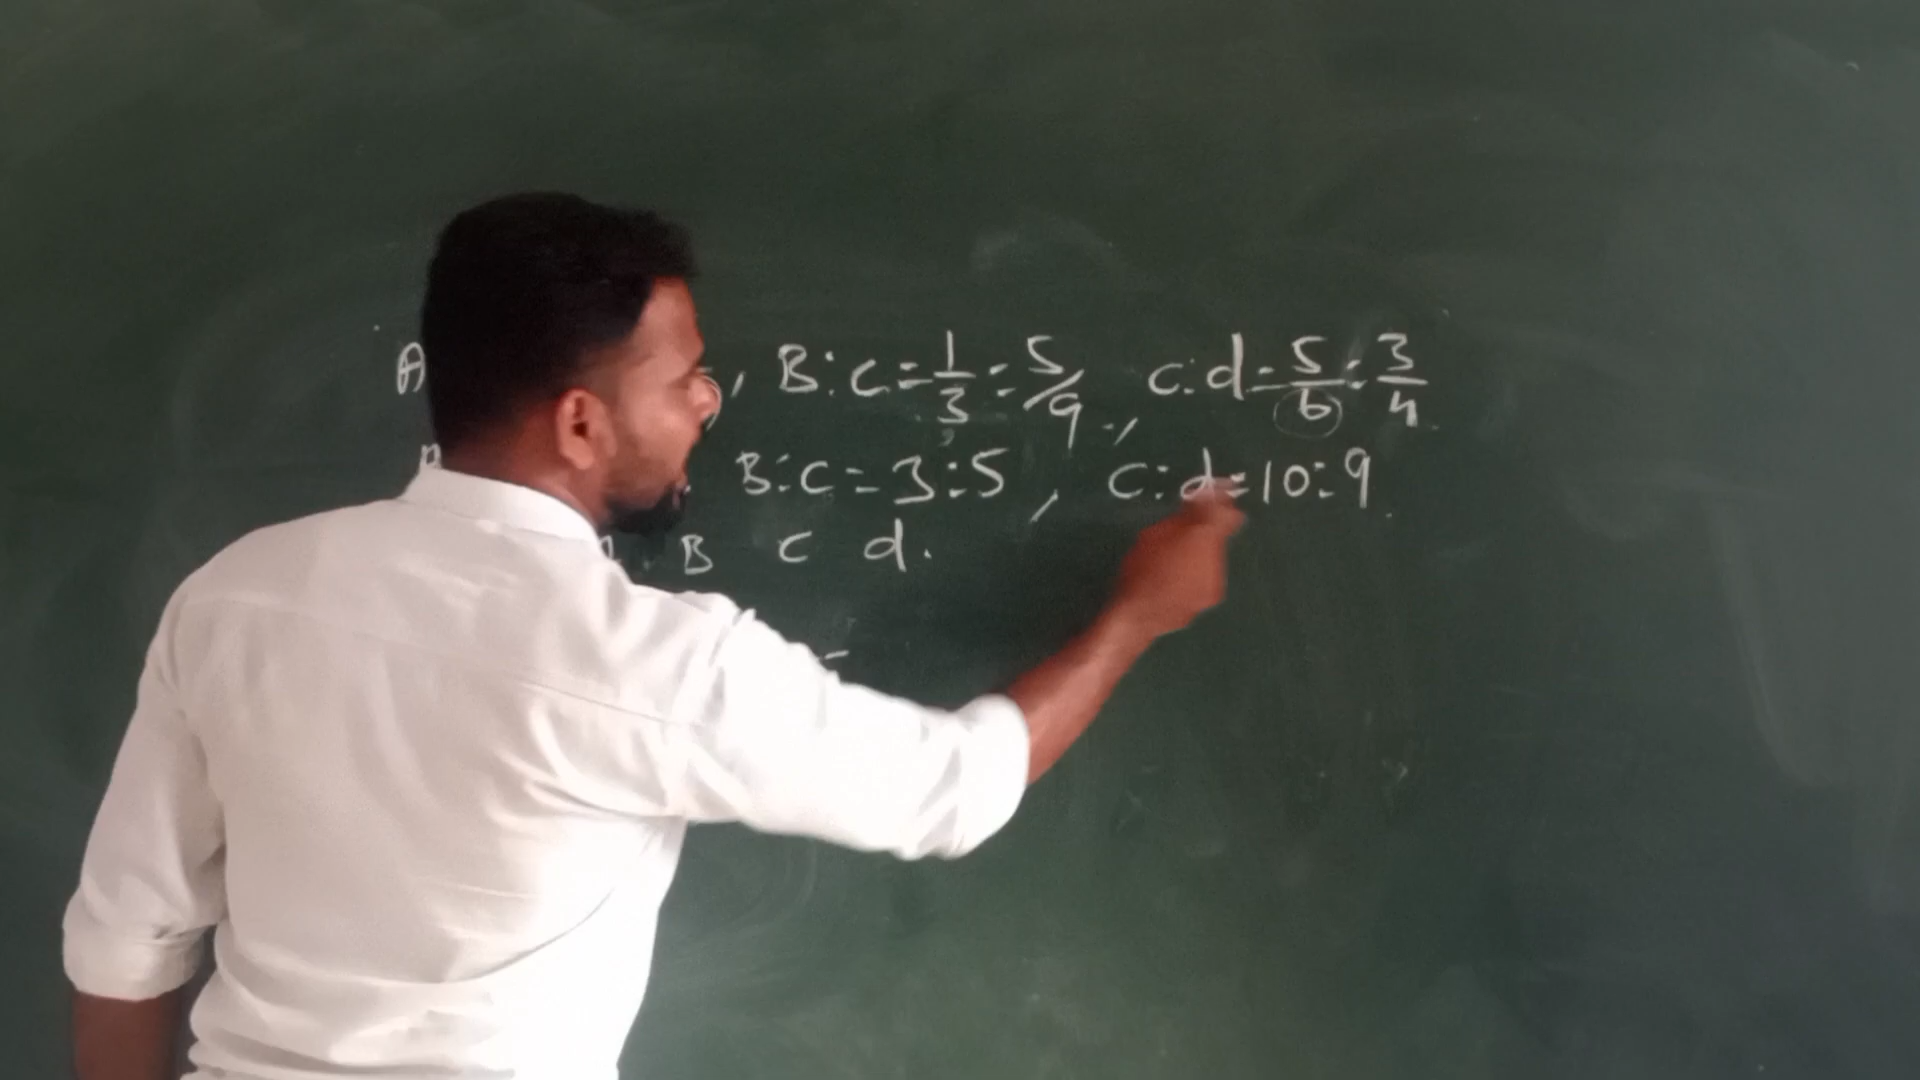 A , B:c=1/3:5/9, c:d=5/6:3/4.
B:c=3:5, c:d=10:9.
B c d.